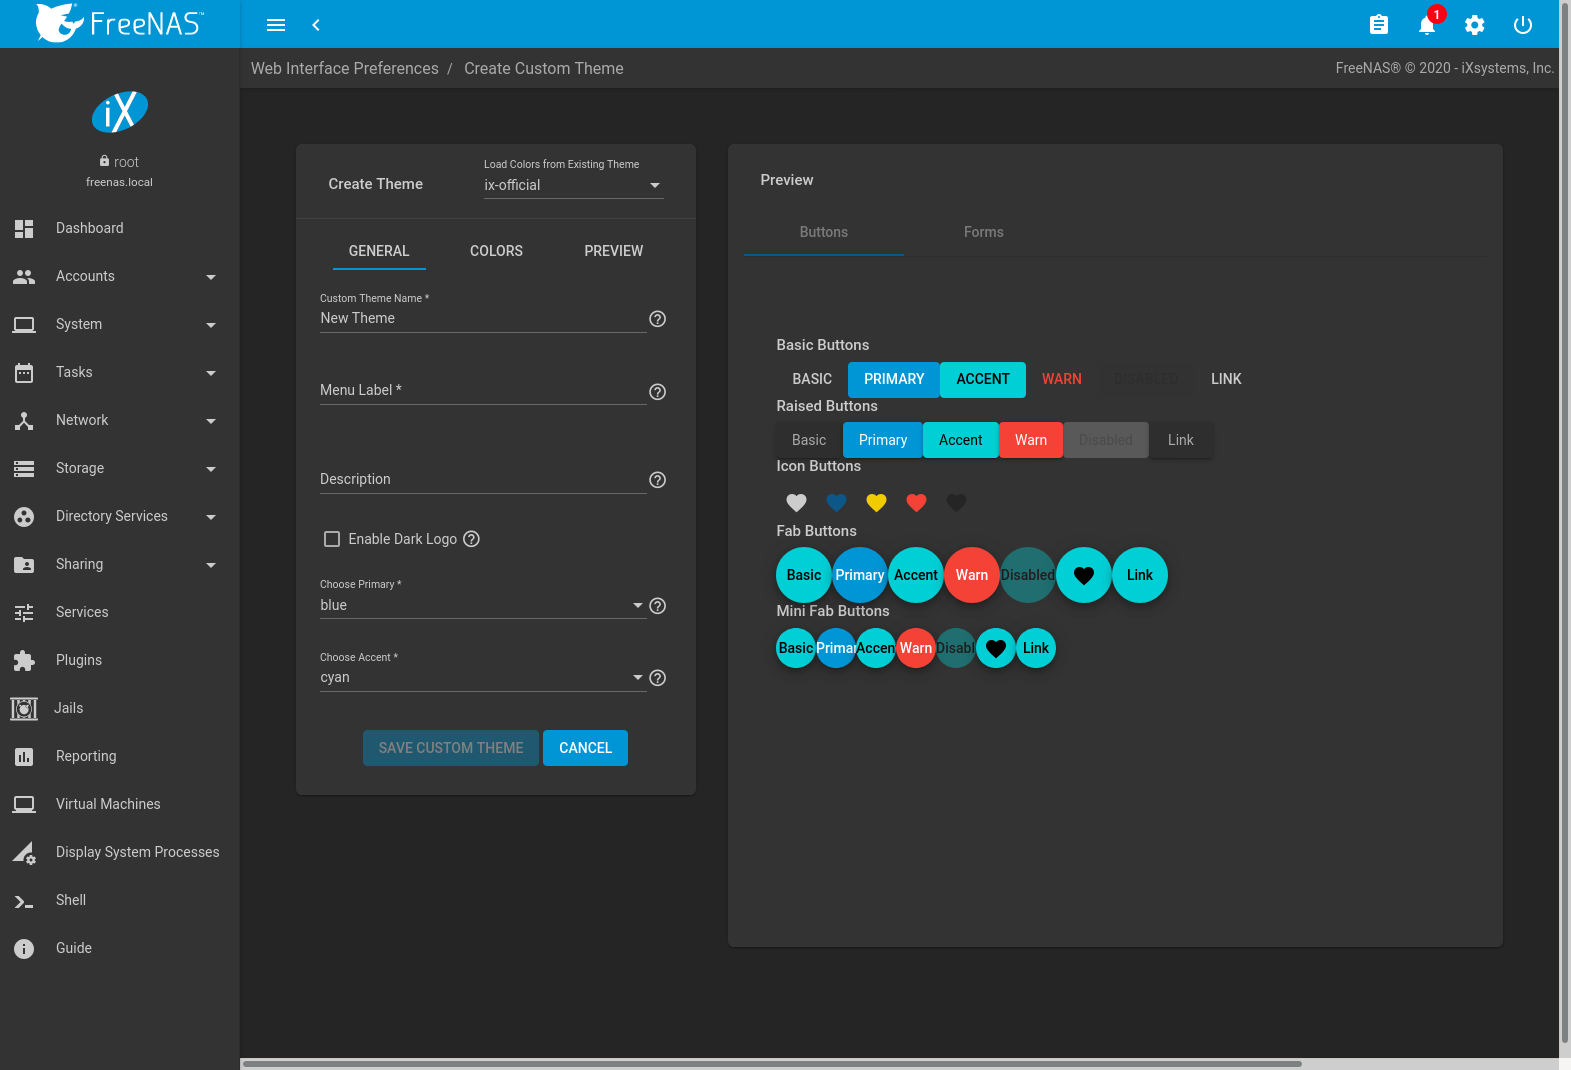 FreeNAS™
1
Web Interface Preferences / Create Custom Theme
FreeNAS® © 2020 - iXsystems, Inc.
iX
root
freenas.local
Dashboard
Accounts
System
Tasks
Network
Storage
Directory Services
Sharing
Services
Plugins
Jails
Reporting
Virtual Machines
Display System Processes
Shell
Guide
Create Theme
Load Colors from Existing Theme
ix-official
GENERAL COLORS PREVIEW
Custom Theme Name *
New Theme
Menu Label *
Description
Enable Dark Logo
Choose Primary *
blue
Choose Accent *
cyan
SAVE CUSTOM THEME CANCEL
Preview
Buttons Forms
Basic Buttons
BASIC PRIMARY ACCENT WARN DISABLED LINK
Raised Buttons
Basic Primary Accent Warn Disabled Link
Icon Buttons
Fab Buttons
Basic Primary Accent Warn Disabled Link
Mini Fab Buttons
Basic Primar Accen Warn Disabl Link